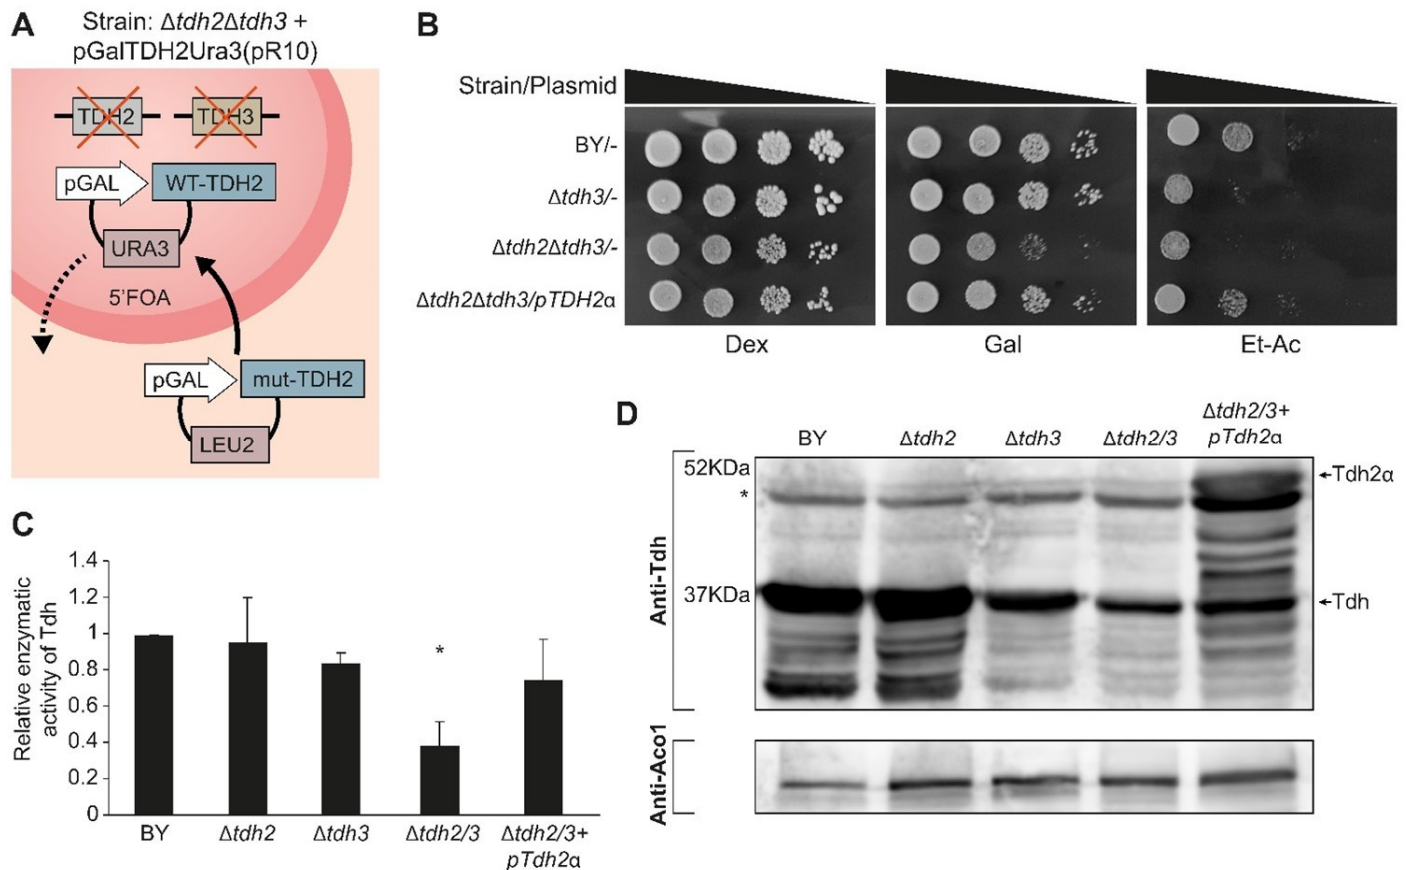 A
Strain: Δtdh2Δtdh3 +
pGalTDH2Ura3(pR10)
TDH2 TDH3
pGAL WT-TDH2
URA3
5'FOA
pGAL mut-TDH2
LEU2
B
Strain/Plasmid
BY/-
Δtdh3/-
Δtdh2Δtdh3/-
Δtdh2Δtdh3/pTDH2α
Dex Gal Et-Ac
C
Relative enzymatic
activity of Tdh
1.4
1.2
1
0.8
0.6
0.4
0.2
0
*
BY Δtdh2 Δtdh3 Δtdh2/3 Δtdh2/3+
pTdh2α
D
BY Δtdh2 Δtdh3 Δtdh2/3 Δtdh2/3+
pTdh2α
Anti-Tdh
52KDa
*
37KDa
Tdh2α
Tdh
Anti-Aco1